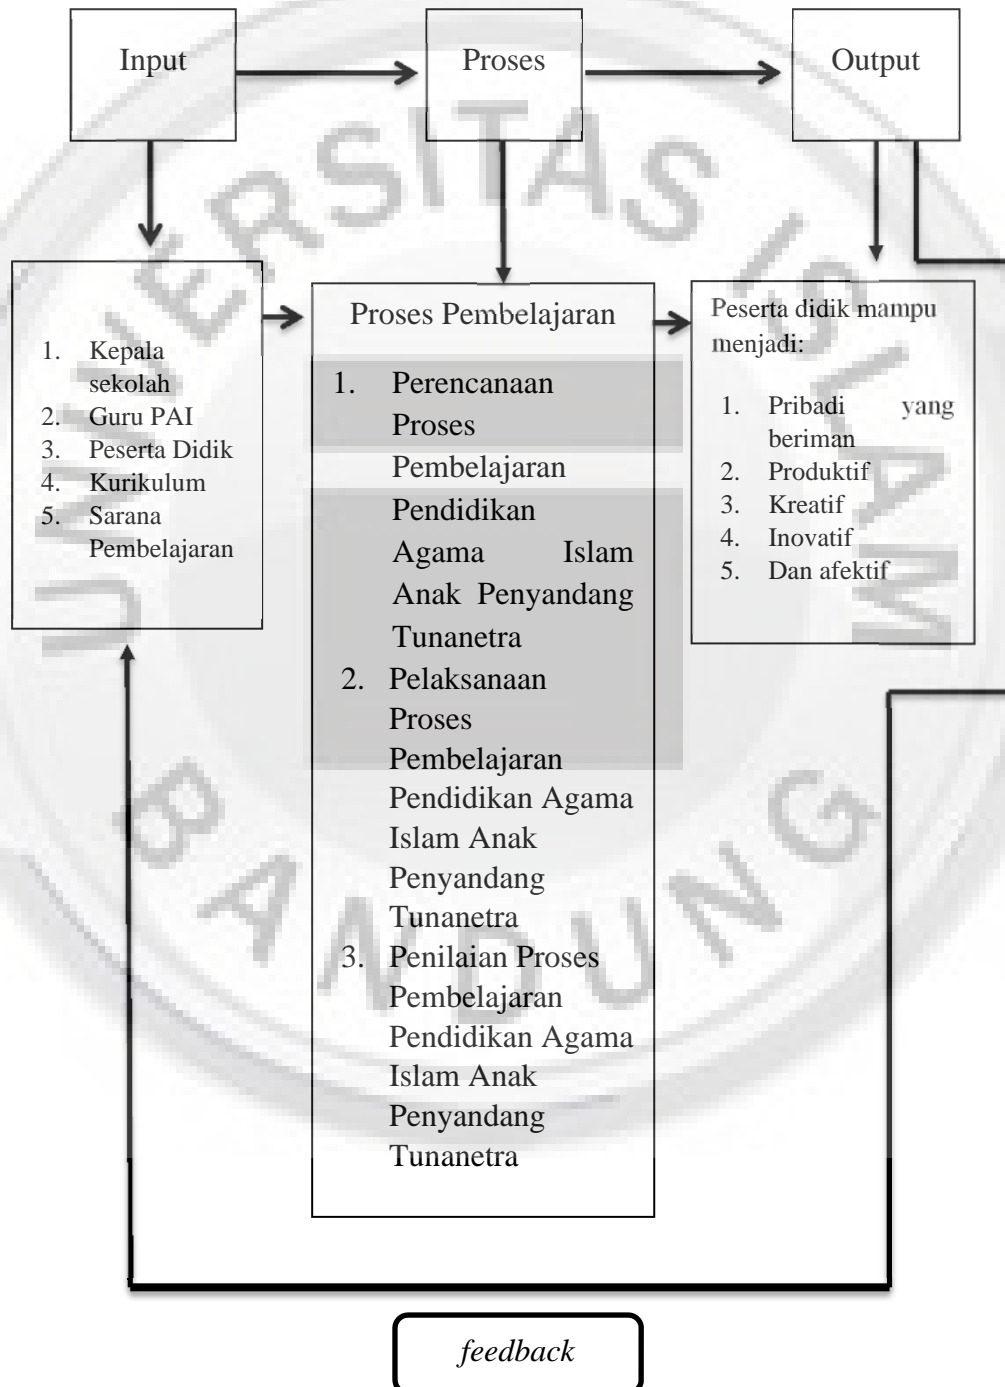 Input
Proses
Output
1. Kepala
sekolah
2. Guru PAI
3. Peserta Didik
4. Kurikulum
5. Sarana
Pembelajaran
Proses Pembelajaran
1. Perencanaan
Proses
Pembelajaran
Pendidikan
Agama Islam
Anak Penyandang
Tunanetra
2. Pelaksanaan
Proses
Pembelajaran
Pendidikan Agama
Islam Anak
Penyandang
Tunanetra
3. Penilaian Proses
Pembelajaran
Pendidikan Agama
Islam Anak
Penyandang
Tunanetra
Peserta didik mampu
menjadi:
1. Pribadi yang
beriman
2. Produktif
3. Kreatif
4. Inovatif
5. Dan afektif
feedback
UNIVERSITAS ISLAM
BANDUNG